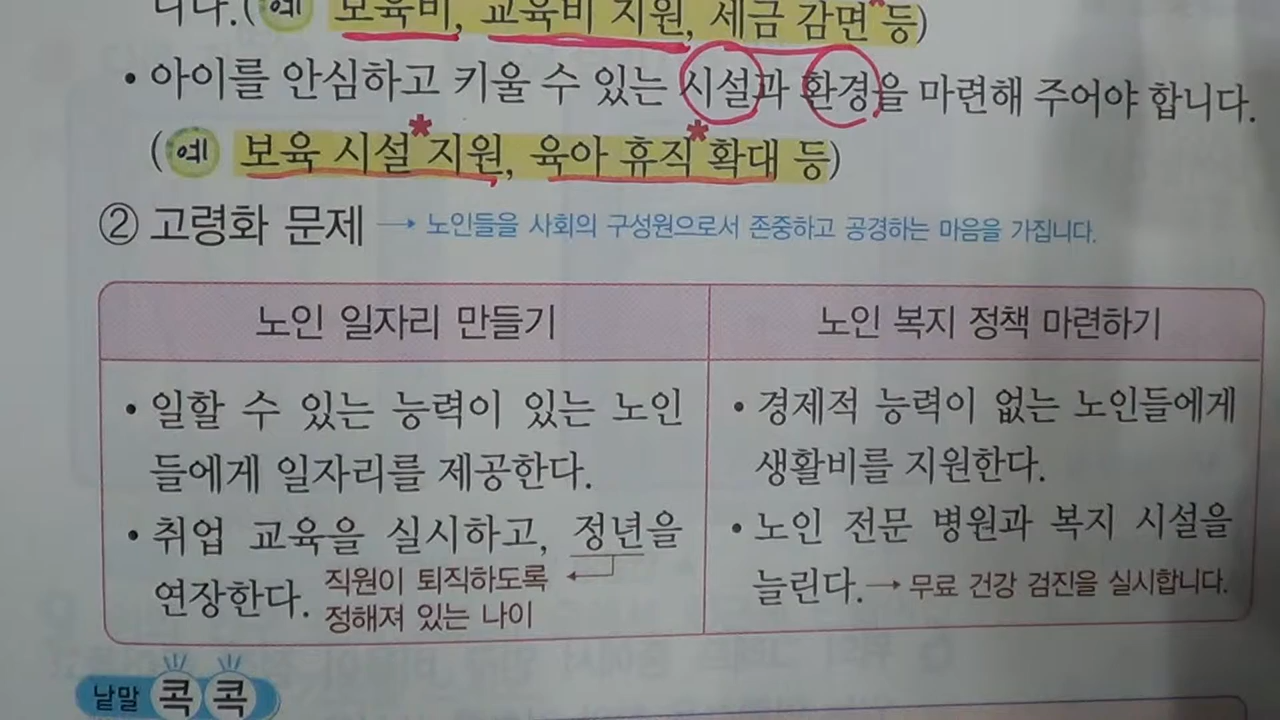 니다.(예 보육비, 교육비 지원, 세금 감면* 등)
• 아이를 안심하고 키울 수 있는 시설과 환경을 마련해 주어야 합니다.
(예 보육 시설* 지원, 육아 휴직* 확대 등)
② 고령화 문제 → 노인들을 사회의 구성원으로서 존중하고 공경하는 마음을 가집니다.
노인 일자리 만들기
• 일할 수 있는 능력이 있는 노인
들에게 일자리를 제공한다.
• 취업 교육을 실시하고, 정년을
연장한다.
직원이 퇴직하도록
정해져 있는 나이
노인 복지 정책 마련하기
• 경제적 능력이 없는 노인들에게
생활비를 지원한다.
• 노인 전문 병원과 복지 시설을
늘린다. → 무료 건강 검진을 실시합니다.
낱말 콕콕